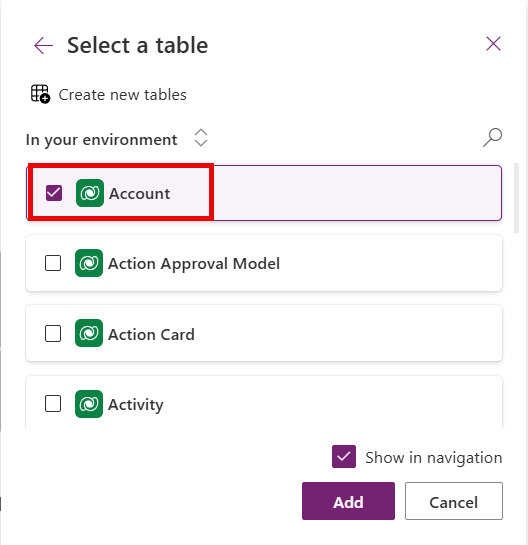 Select a table
Create new tables
In your environment
Account
Action Approval Model
Action Card
Activity
Show in navigation
Add
Cancel